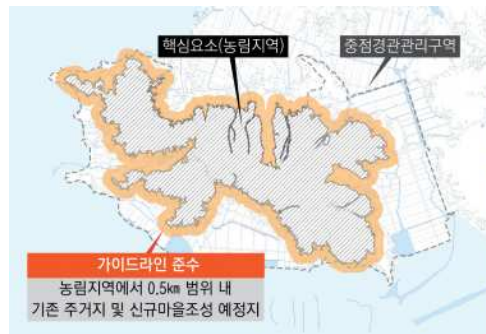 핵심요소(농림지역)
중점경관관리구역
가이드라인 준수
농림지역에서 0.5㎞ 범위 내
기존 주거지 및 신규마을조성 예정지